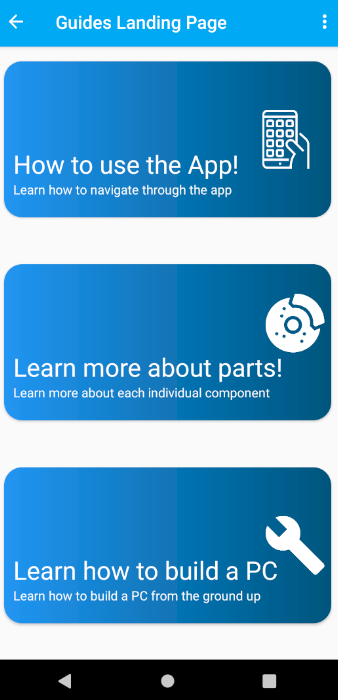 Guides Landing Page
How to use the App!
Learn how to navigate through the app
Learn more about parts!
Learn more about each individual component
Learn how to build a PC
Learn how to build a PC from the ground up